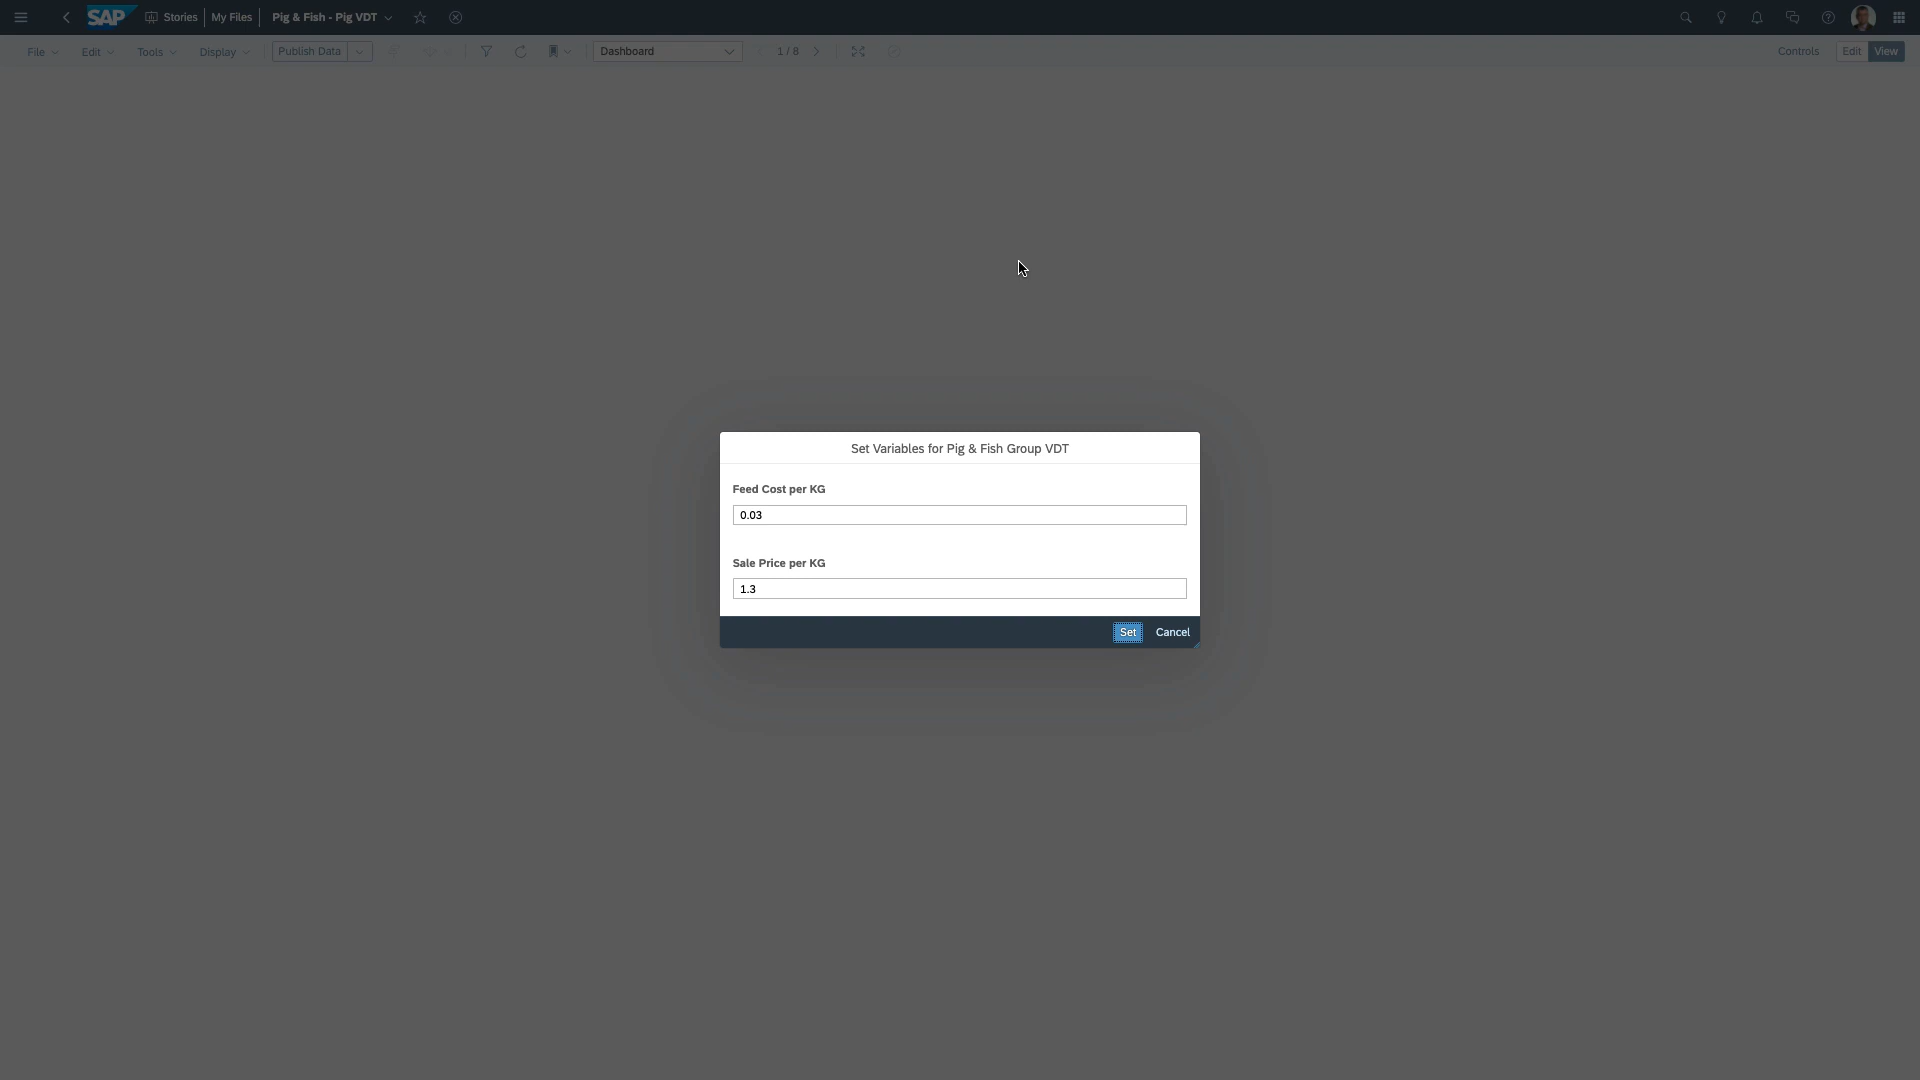 SAP Stories My Files Pig & Fish - Pig VDT
File Edit Tools Display Publish Data Dashboard 1 / 8 Controls Edit View
Set Variables for Pig & Fish Group VDT
Feed Cost per KG
0.03
Sale Price per KG
1.3
Set Cancel